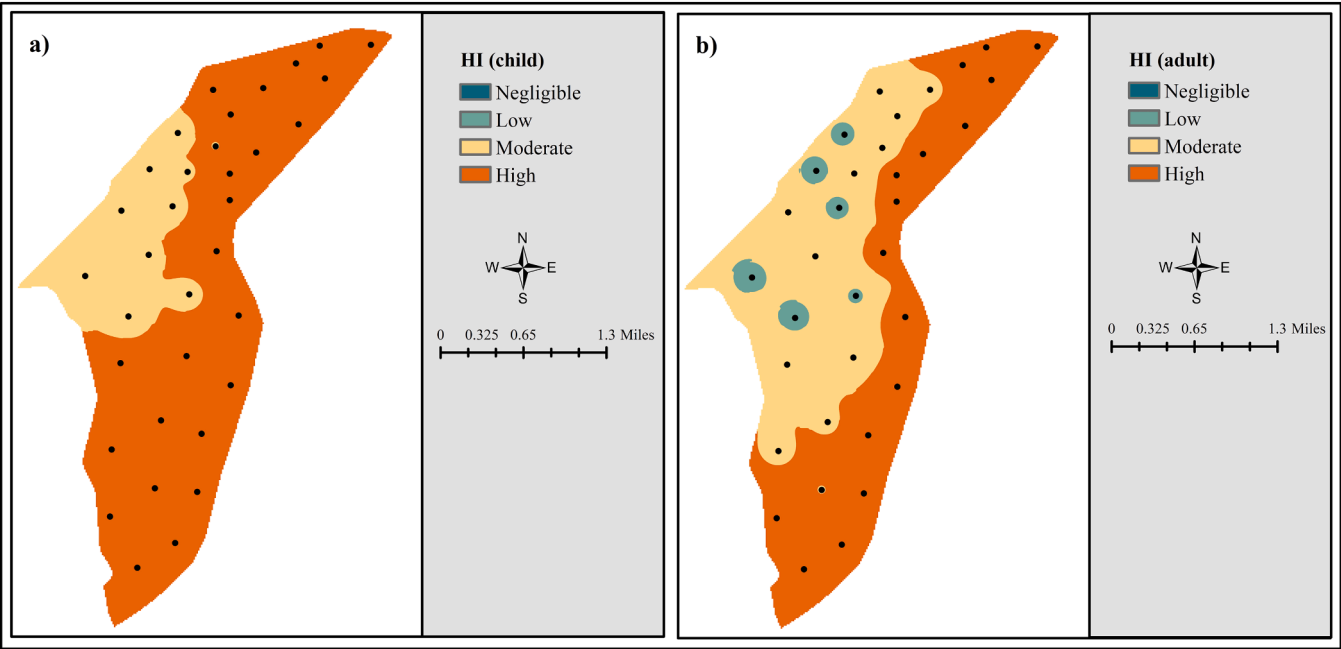 a)
HI (child)
Negligible
Low
Moderate
High
N
W E
S
0 0.325 0.65 1.3 Miles
b)
HI (adult)
Negligible
Low
Moderate
High
N
W E
S
0 0.325 0.65 1.3 Miles